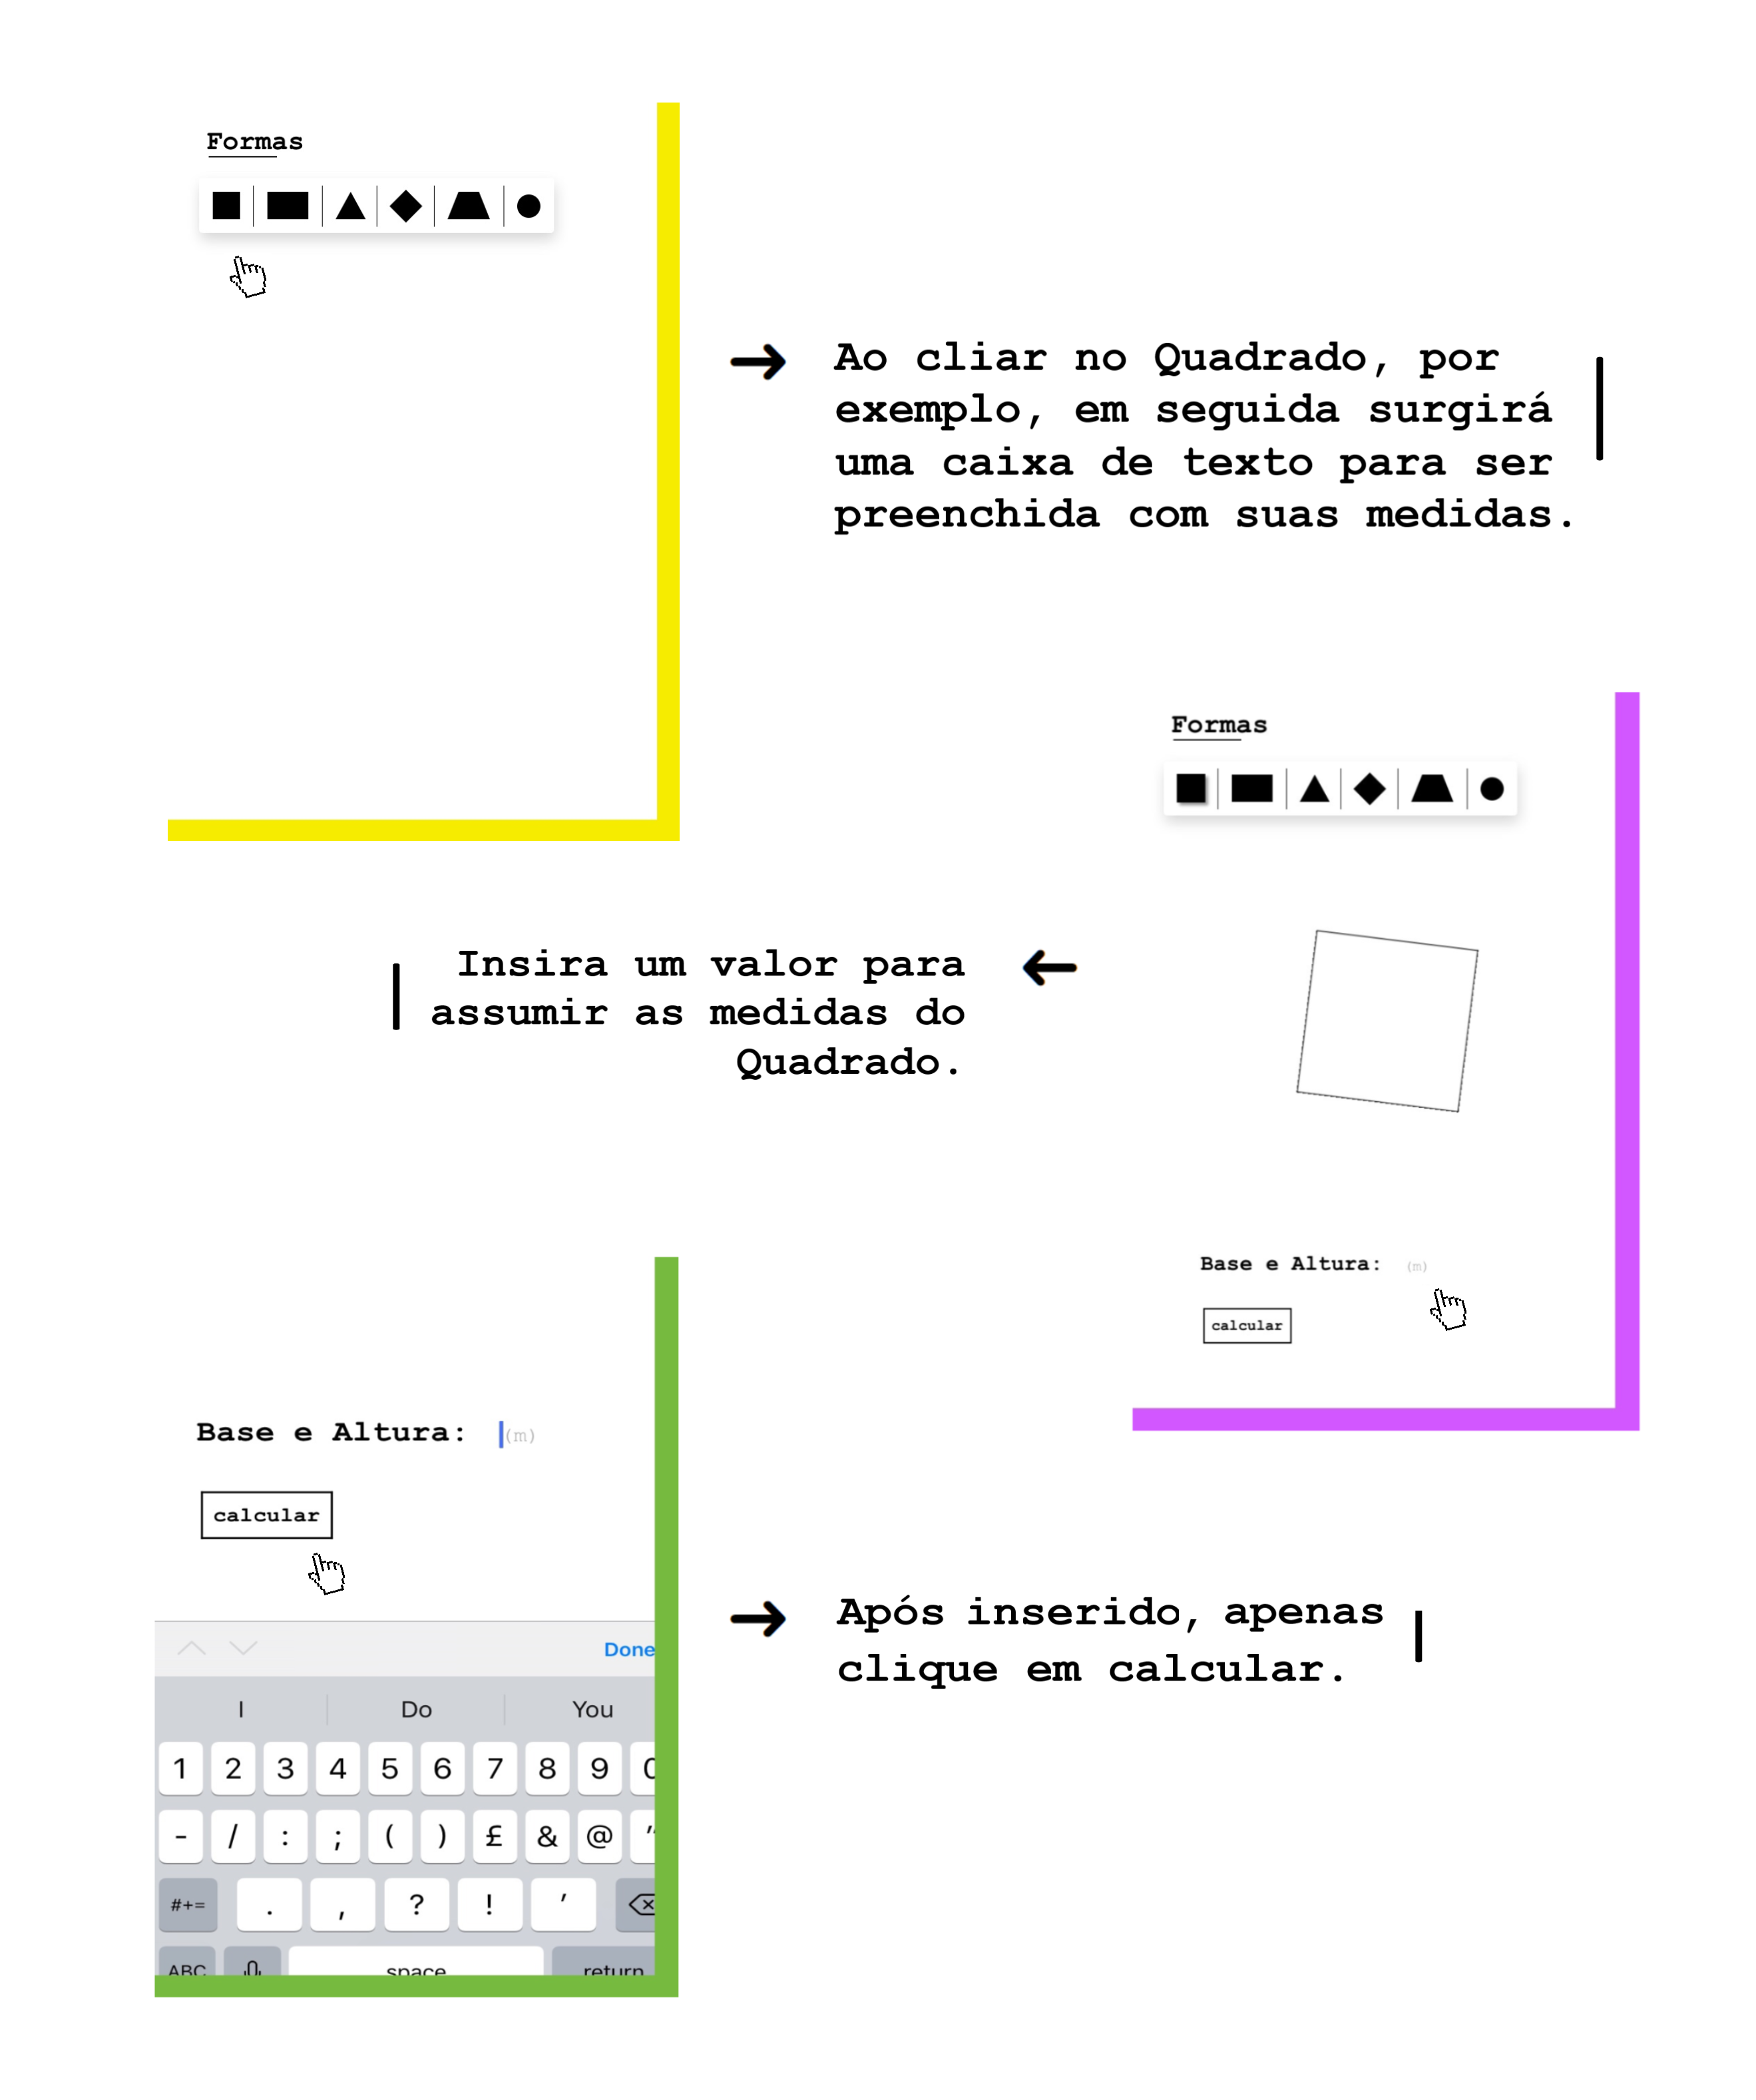 Formas
Ao cliar no Quadrado, por
exemplo, em seguida surgirá
uma caixa de texto para ser
preenchida com suas medidas.
Formas
Insira um valor para
assumir as medidas do
Quadrado.
Base e Altura: (m)
calcular
Base e Altura: (m)
calcular
Após inserido, apenas
clique em calcular.
Done
I Do You
1 2 3 4 5 6 7 8 9 0
- / : ; ( ) £ & @ "
#+= . , ? ! ’
ABC space return